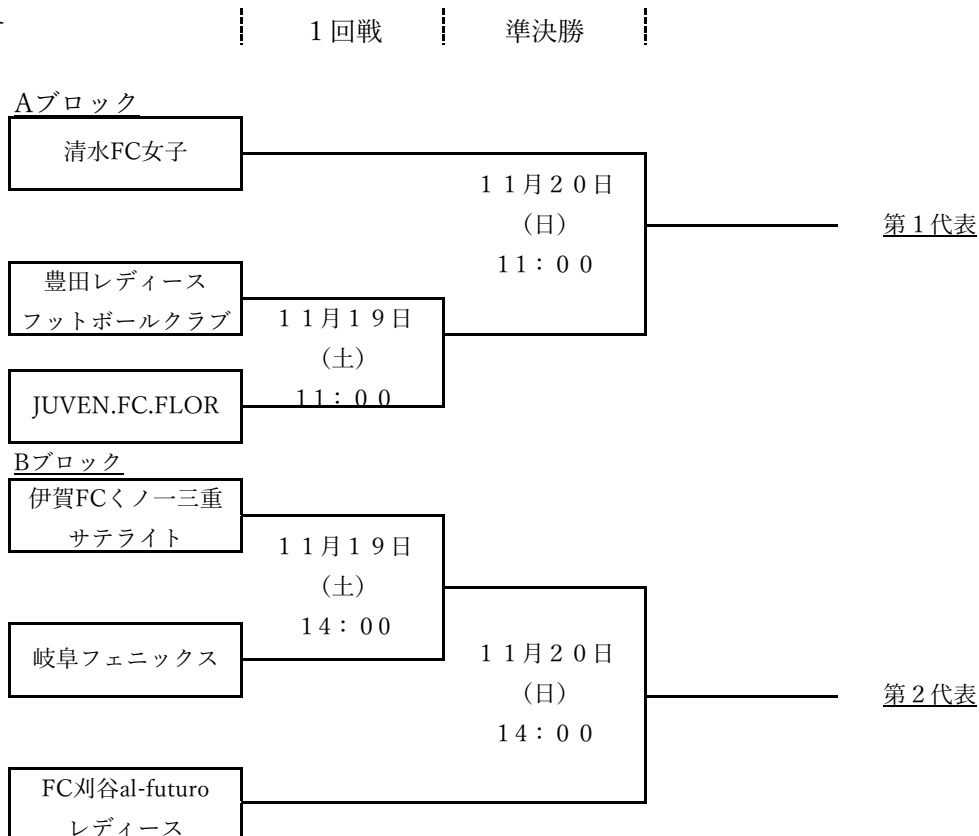 １回戦
準決勝
Aブロック
清水FC女子
１１月２０日
（日）
１１：００
第１代表
豊田レディース
フットボールクラブ
１１月１９日
（土）
１１：００
JUVEN.FC.FLOR
Bブロック
伊賀FCくノ一三重
サテライト
１１月１９日
（土）
１４：００
岐阜フェニックス
１１月２０日
（日）
１４：００
第２代表
FC刈谷al-futuro
レディース